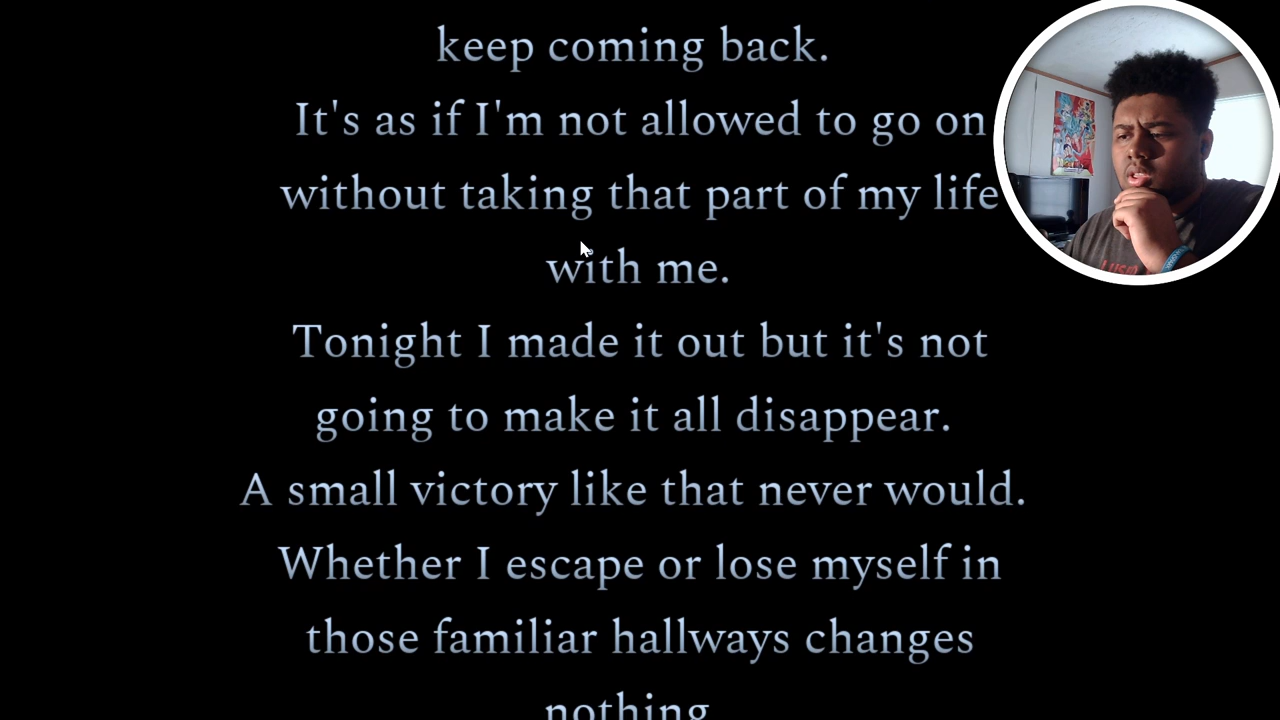 keep coming back.
It's as if I'm not allowed to go on
without taking that part of my life
with me.
Tonight I made it out but it's not
going to make it all disappear.
A small victory like that never would.
Whether I escape or lose myself in
those familiar hallways changes
nothing